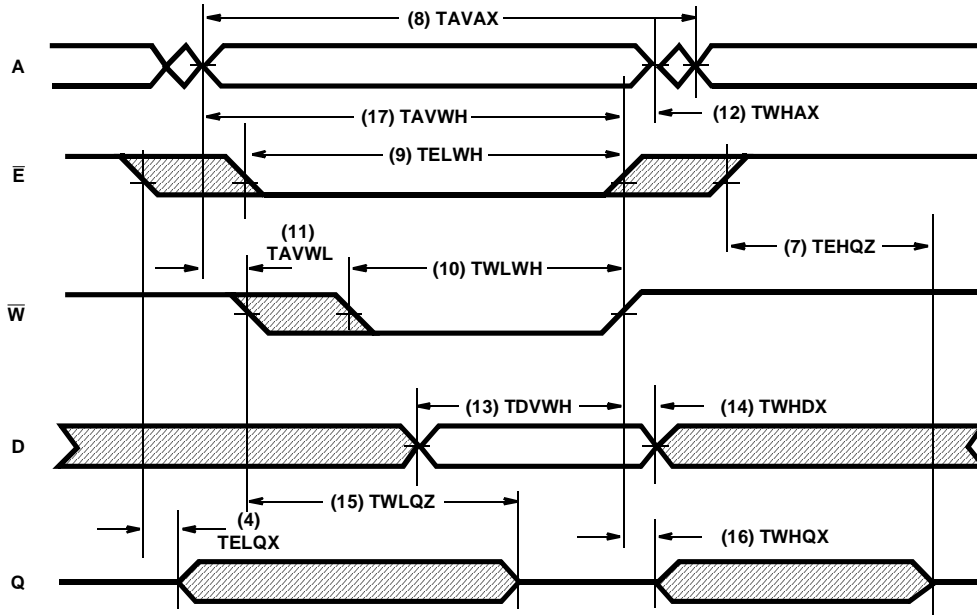 (8) TAVAX
A
(12) TWHAX
(17) TAVWH
(9) TELWH
E
(11)
TAVWL
(7) TEHQZ
(10) TWLWH
W
(13) TDVWH
(14) TWHDX
D
(15) TWLQZ
(4)
TELQX
(16) TWHQX
Q